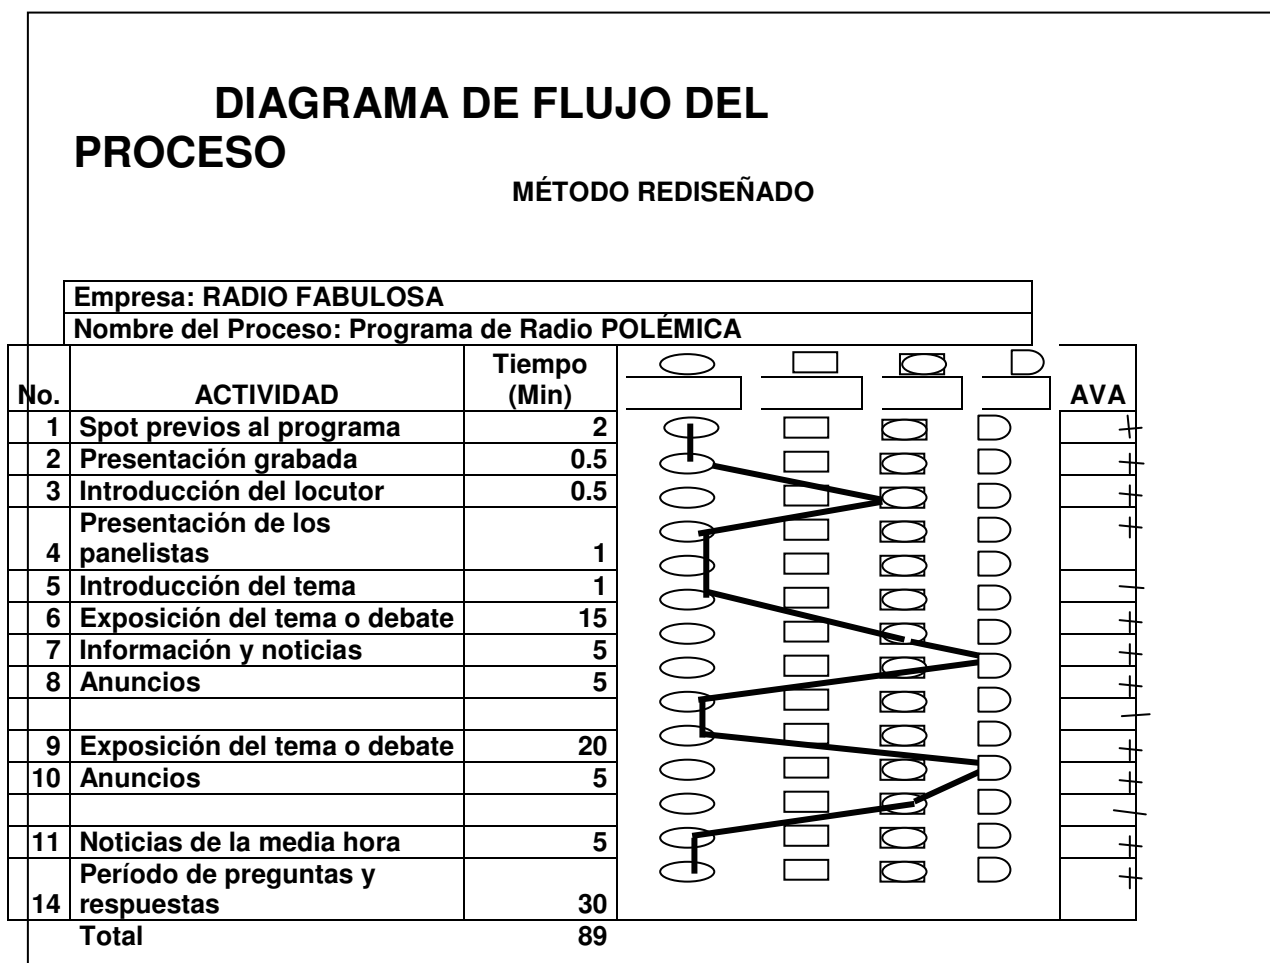 DIAGRAMA DE FLUJO DEL
PROCESO
MÉTODO REDISEÑADO
Empresa: RADIO FABULOSA
Nombre del Proceso: Programa de Radio POLÉMICA
No. ACTIVIDAD Tiempo (Min) AVA
1 Spot previos al programa 2
2 Presentación grabada 0.5
3 Introducción del locutor 0.5
4 Presentación de los panelistas 1
5 Introducción del tema 1
6 Exposición del tema o debate 15
7 Información y noticias 5
8 Anuncios 5
9 Exposición del tema o debate 20
10 Anuncios 5
11 Noticias de la media hora 5
14 Período de preguntas y respuestas 30
Total 89